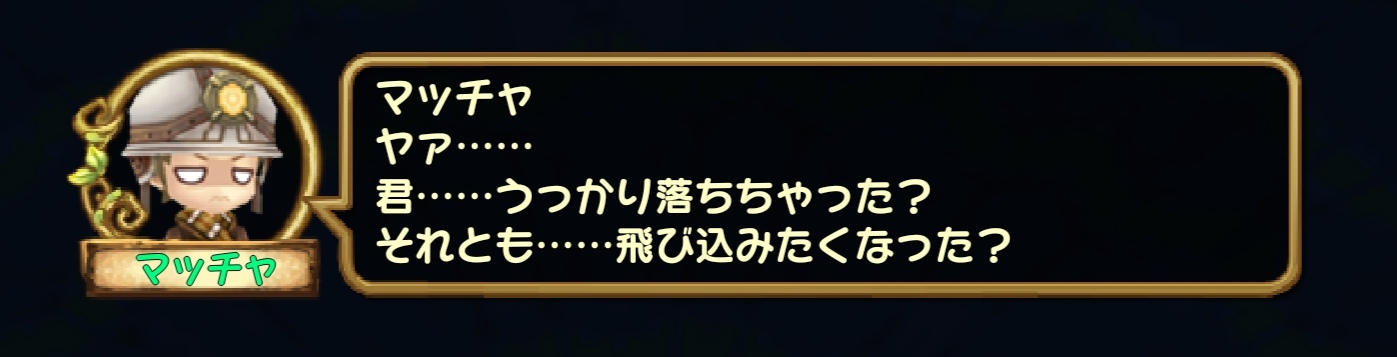 マッチャ
ヤァ……
君……うっかり落ちちゃった？
それとも……飛び込みたくなった？
マッチャ